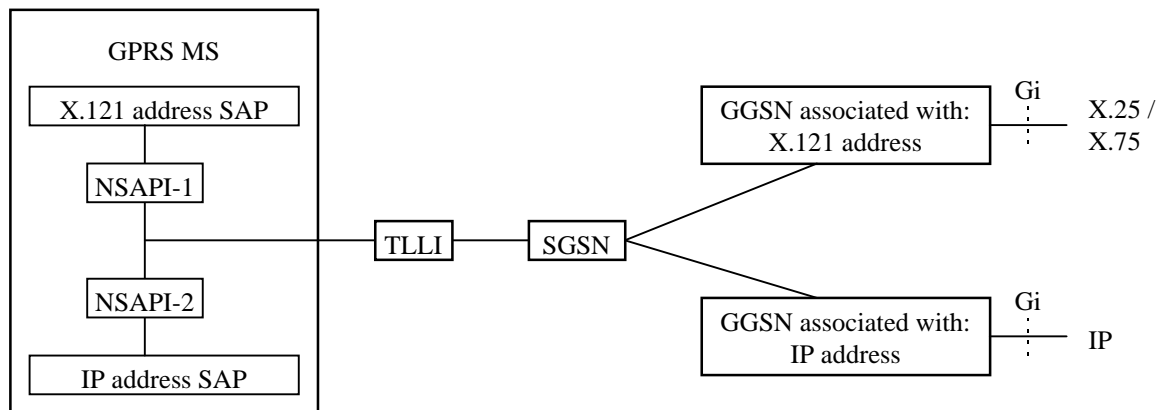 GPRS MS
X.121 address SAP
NSAPI-1
NSAPI-2
IP address SAP
TLLI
SGSN
GGSN associated with:
X.121 address
Gi
X.25 /
X.75
GGSN associated with:
IP address
Gi
IP